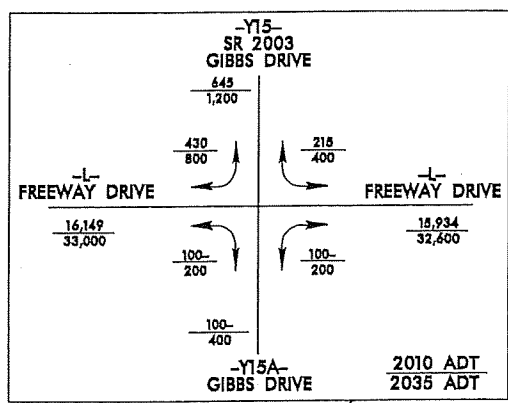 -Y15-
SR 2003
GIBBS DRIVE
645
1,200
430
800
215
400
-L-
FREEWAY DRIVE
-L-
FREEWAY DRIVE
16,149
33,000
15,934
32,600
100-
200
100-
200
100-
400
-Y15A-
GIBBS DRIVE
2010 ADT
2035 ADT